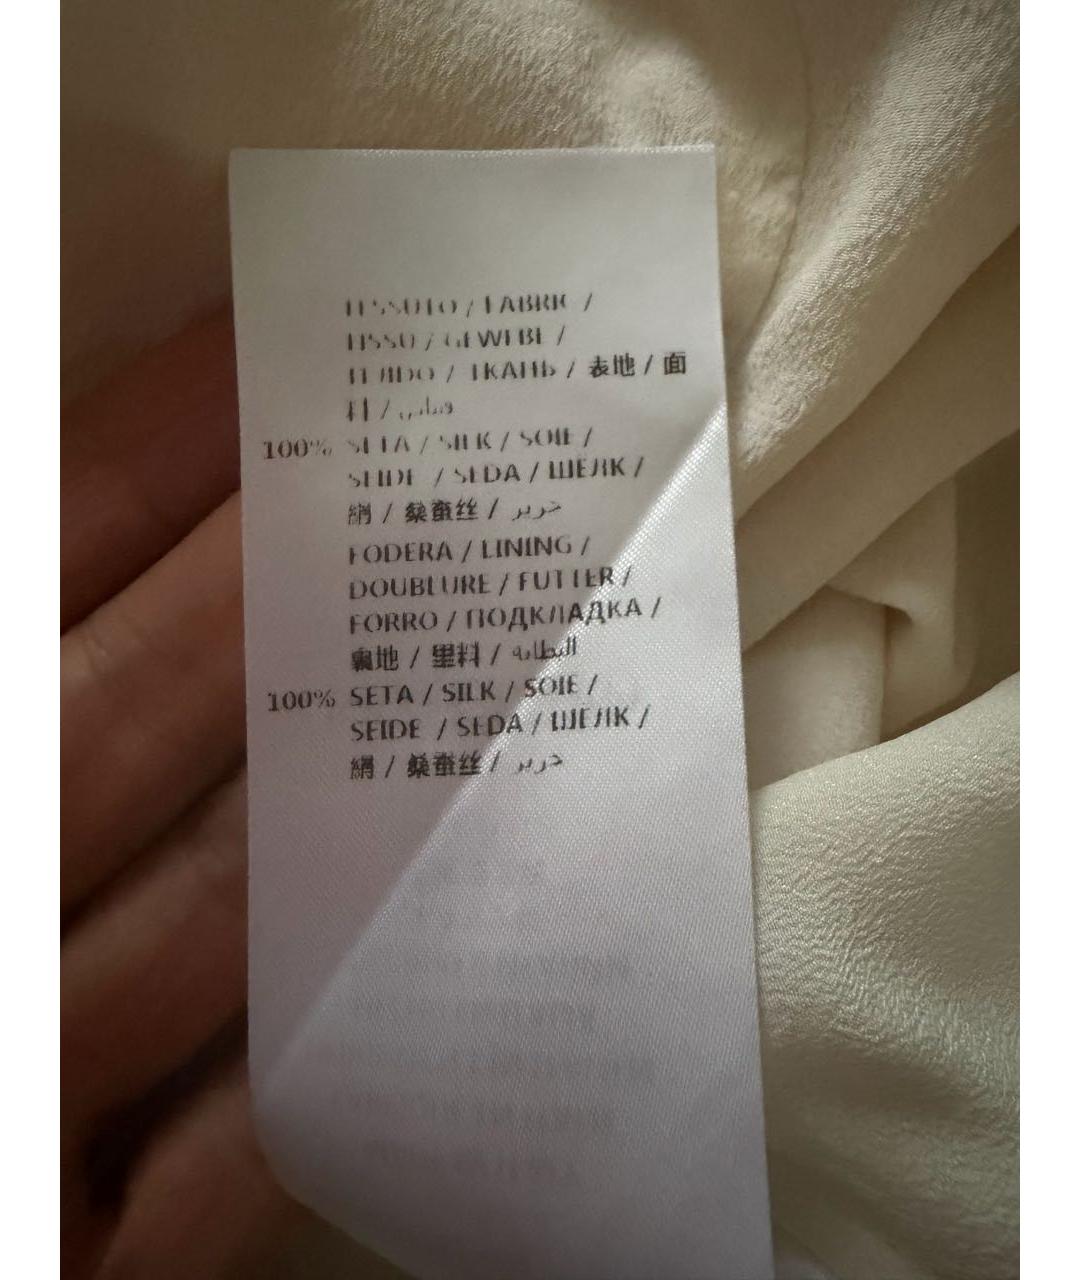 TESSUTO / FABRIC /
TISSU / GEWEBE /
TEJIDO / ТКАНЬ / 表地 / 面
料 / قماش
100% SETA / SILK / SOIE /
SEIDE / SEDA / ШЕЛК /
絹 / 桑蚕丝 / حرير
FODERA / LINING /
DOUBLURE / FUTTER /
FORRO / ПОДКЛАДКА /
裏地 / 里料 / البطانة
100% SETA / SILK / SOIE /
SEIDE / SEDA / ШЕЛК /
絹 / 桑蚕丝 / حرير